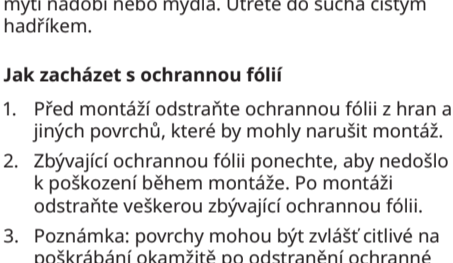 mytí nádobí nebo mýdla. Utřete do sucha čistým
hadříkem.
Jak zacházet s ochrannou fólií
1. Před montáží odstraňte ochrannou fólii z hran a
jiných povrchů, které by mohly narušit montáž.
2. Zbývající ochrannou fólii ponechte, aby nedošlo
k poškození během montáže. Po montáži
odstraňte veškerou zbývající ochrannou fólii.
3. Poznámka: povrchy mohou být zvlášť citlivé na
poškrábání okamžitě po odstranění ochranné